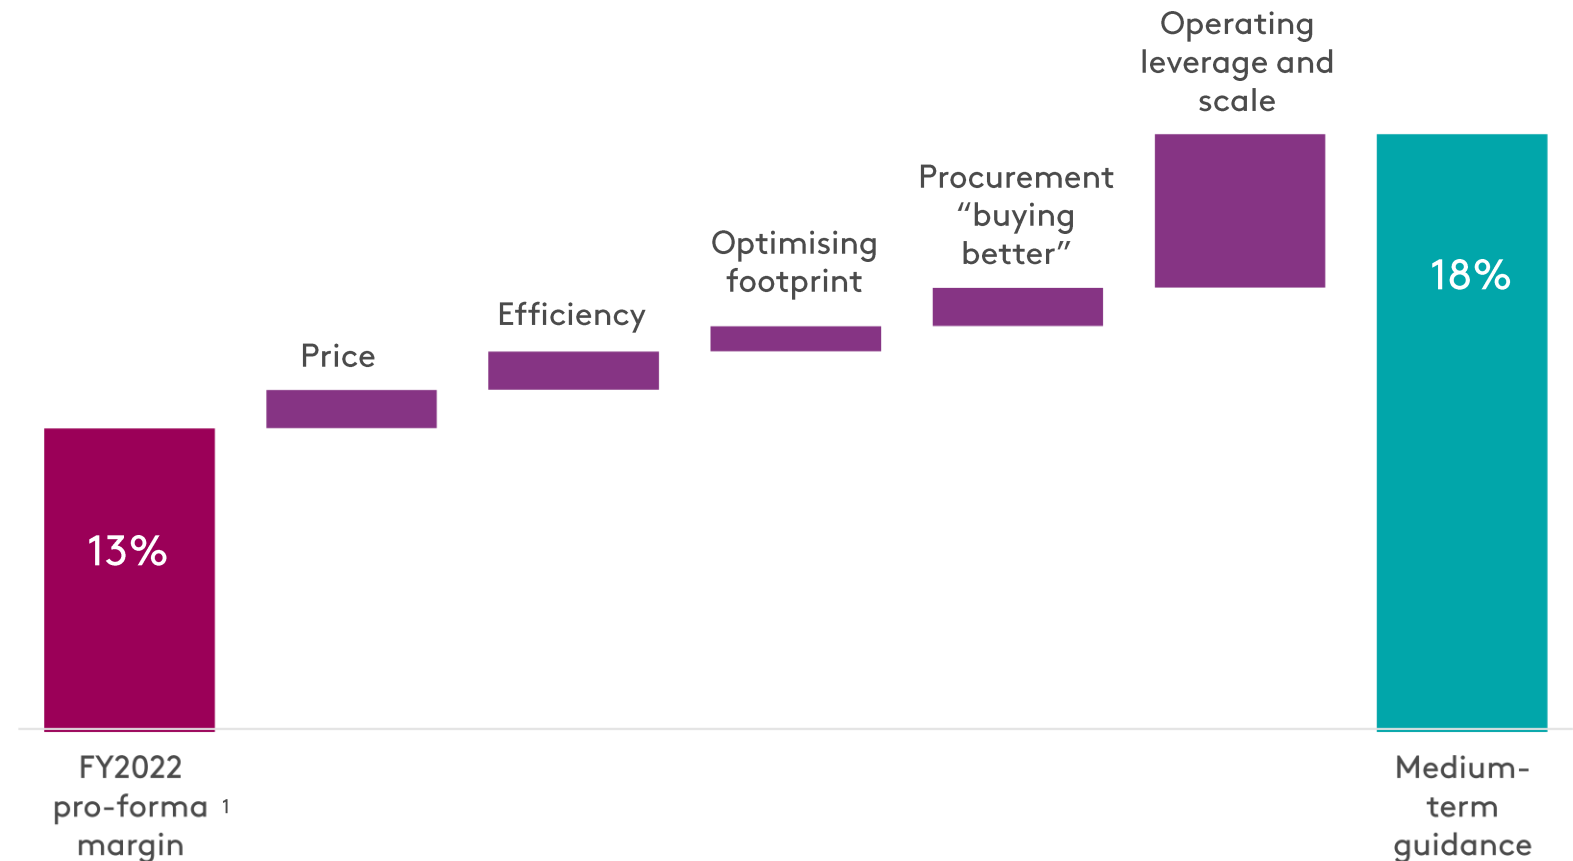 Operating
leverage and
scale
Procurement
“buying
better”
Optimising
footprint
Efficiency
Price
13%
18%
FY2022
pro-forma 1
margin
Medium-
term
guidance